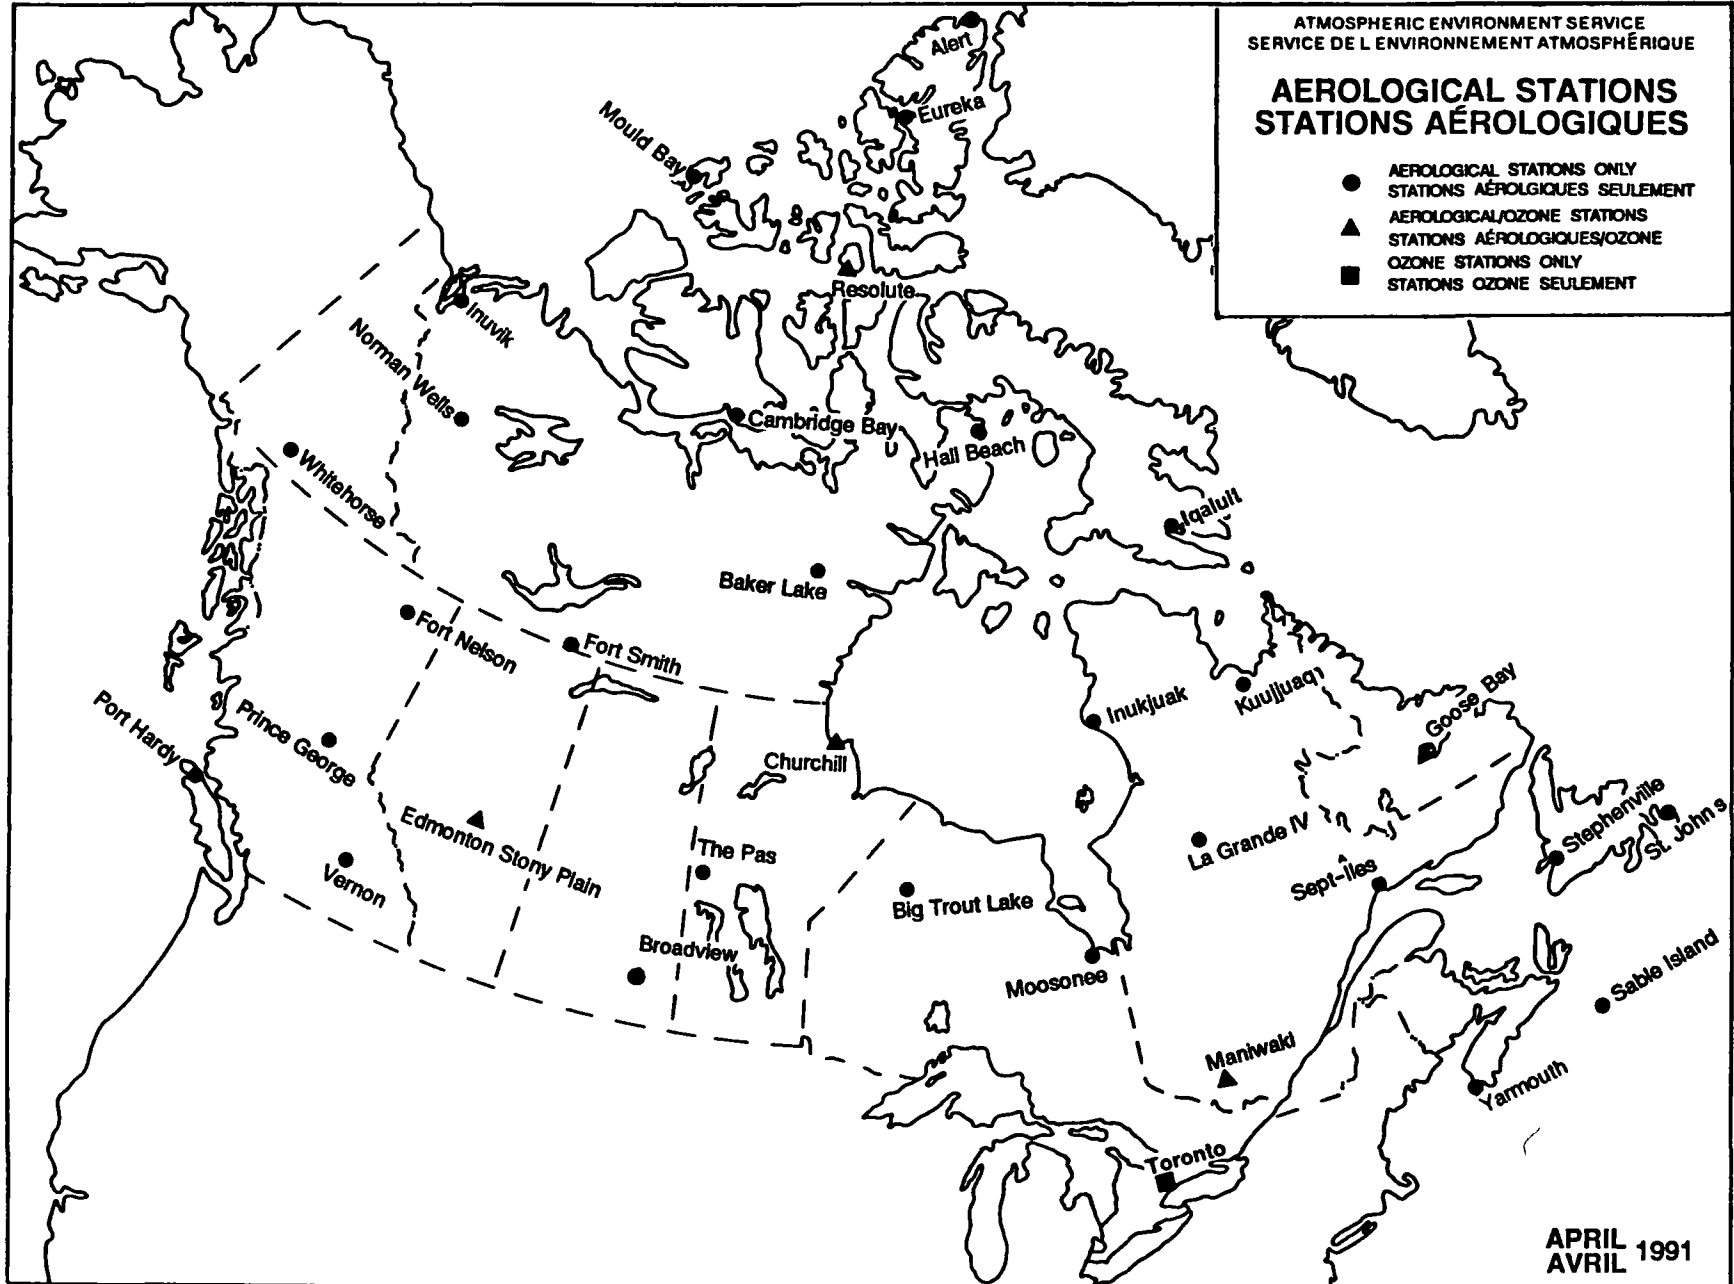 ATMOSPHERIC ENVIRONMENT SERVICE
SERVICE DE L ENVIRONNEMENT ATMOSPHÉRIQUE
AEROLOGICAL STATIONS
STATIONS AÉROLOGIQUES
AEROLOGICAL STATIONS ONLY
STATIONS AÉROLGIQUES SEULEMENT
AEROLOGICAL/OZONE STATIONS
STATIONS AÉROLOGIQUES/OZONE
OZONE STATIONS ONLY
STATIONS OZONE SEULEMENT
Alert
Eureka
Mould Bay
Resolute
Inuvik
Norman Wells
Cambridge Bay
Hall Beach
Whitehorse
Iqaluit
Baker Lake
Fort Nelson
Fort Smith
Kuujjuaq
Inukjuak
Goose Bay
Port Hardy
Prince George
Churchill
Stephenville
St. John s
Edmonton Stony Plain
La Grande IV
The Pas
Vernon
Sept-Îles
Big Trout Lake
Broadview
Moosonee
Sable Island
Maniwaki
Yarmouth
Toronto
APRIL
AVRIL 1991